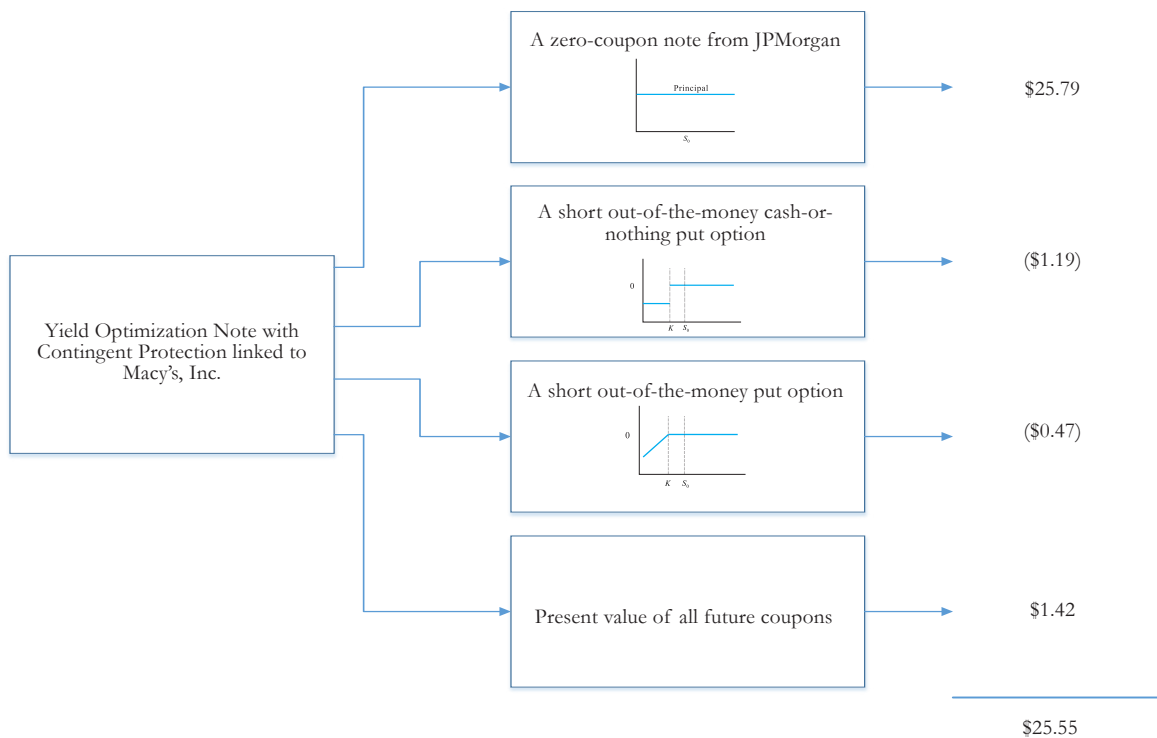 A zero-coupon note from JPMorgan
Principal
S₀
$25.79
A short out-of-the-money cash-or-
nothing put option
0
K S₀
($1.19)
Yield Optimization Note with
Contingent Protection linked to
Macy's, Inc.
A short out-of-the-money put option
0
K S₀
($0.47)
Present value of all future coupons
$1.42
$25.55